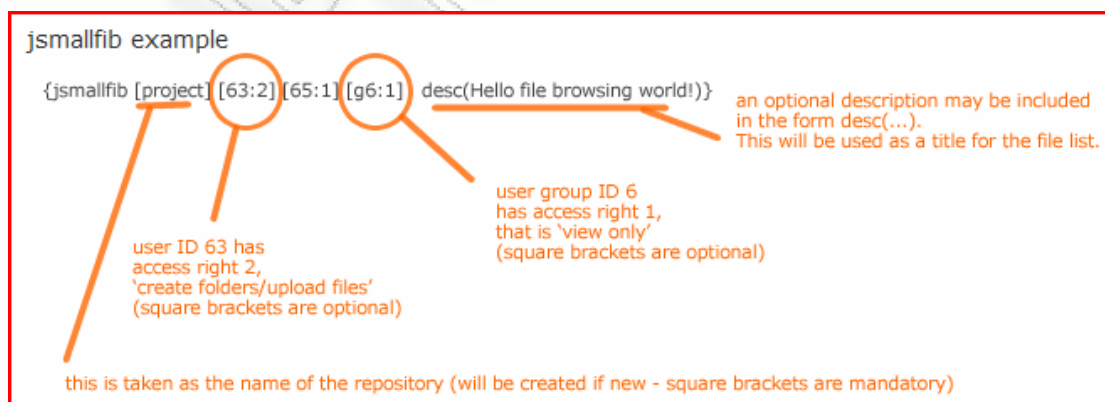 jsmallfib example
{jsmallfib [project] [63:2] [65:1] [g6:1] desc(Hello file browsing world!)}
an optional description may be included
in the form desc(...).
This will be used as a title for the file list.
user group ID 6
has access right 1,
that is ‘view only’
(square brackets are optional)
user ID 63 has
access right 2,
‘create folders/upload files’
(square brackets are optional)
this is taken as the name of the repository (will be created if new - square brackets are mandatory)